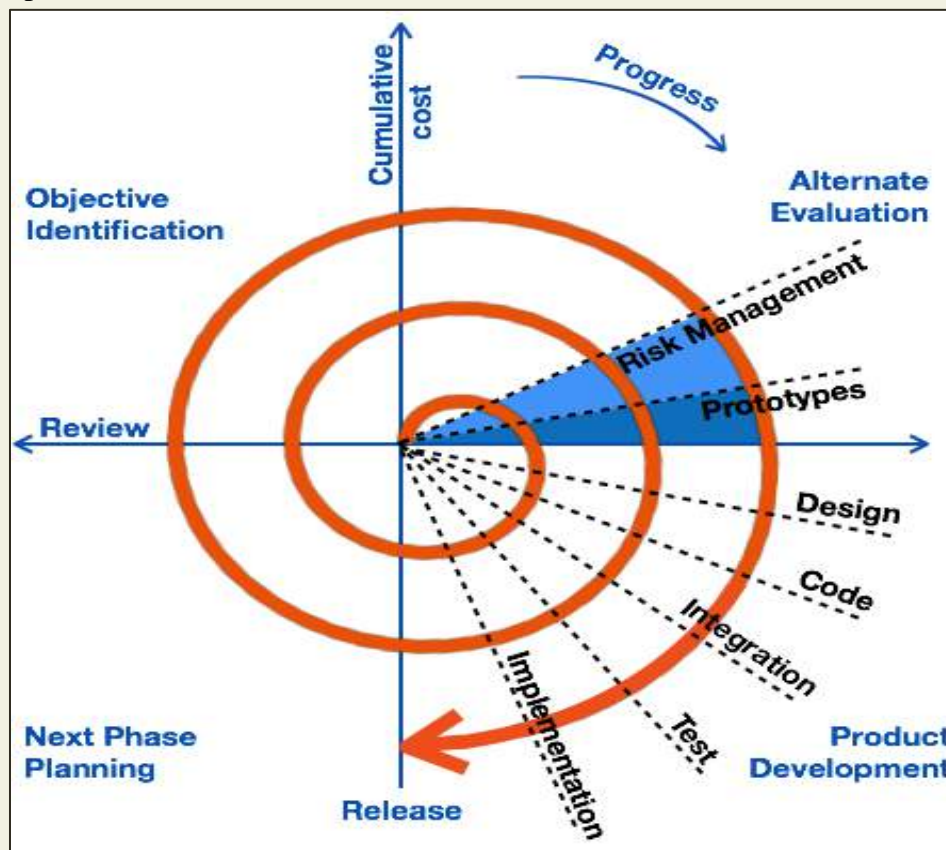 Cumulative
cost
Progress
Objective
Identification
Alternate
Evaluation
Risk Management
Prototypes
Review
Design
Code
Integration
Test
Implementation
Next Phase
Planning
Product
Development
Release